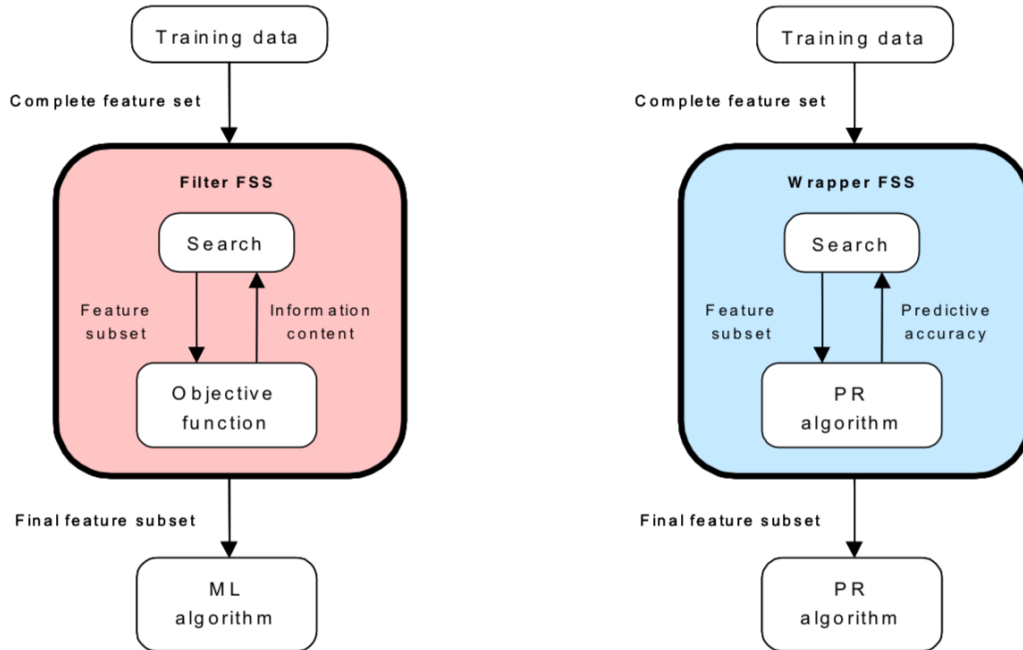 Training data
Complete feature set
Filter FSS
Search
Feature
subset
Information
content
Objective
function
Final feature subset
ML
algorithm
Training data
Complete feature set
Wrapper FSS
Search
Feature
subset
Predictive
accuracy
PR
algorithm
Final feature subset
PR
algorithm